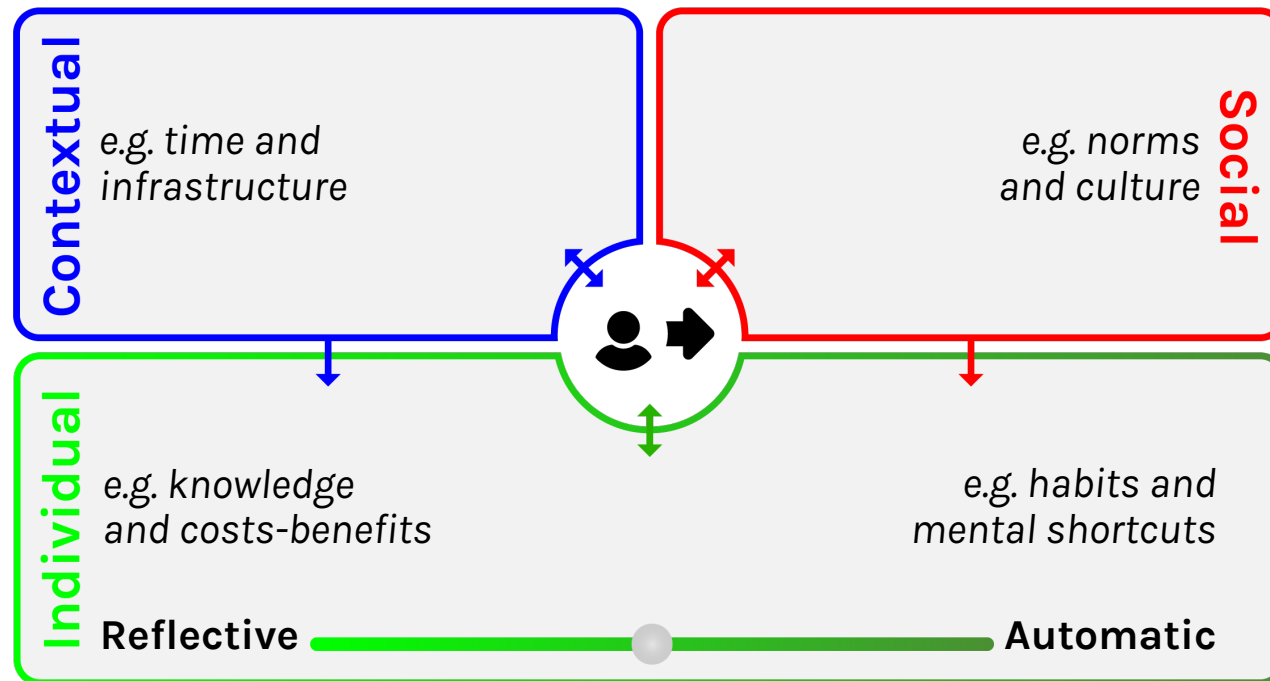 Contextual
e.g. time and
infrastructure
Social
e.g. norms
and culture
Individual
e.g. knowledge
and costs-benefits
e.g. habits and
mental shortcuts
Reflective
Automatic